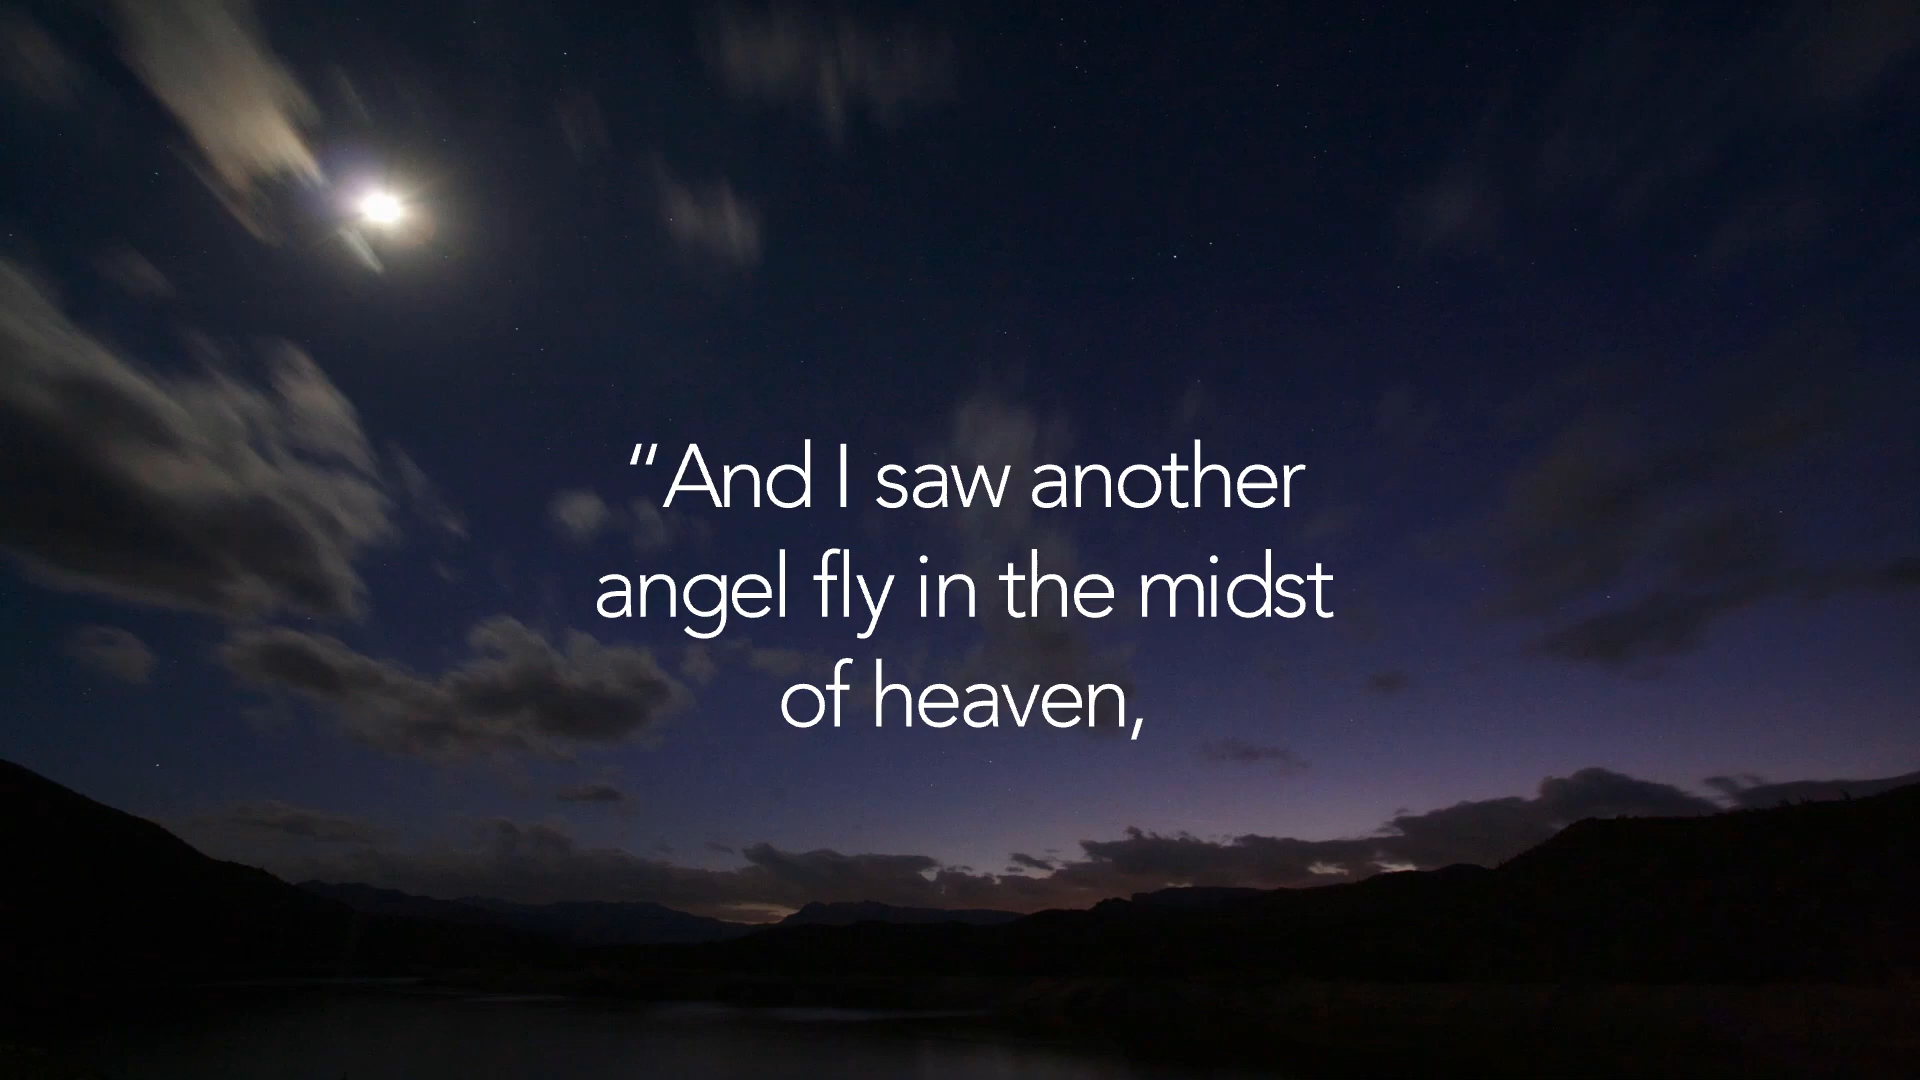 “And I saw another
angel fly in the midst
of heaven,